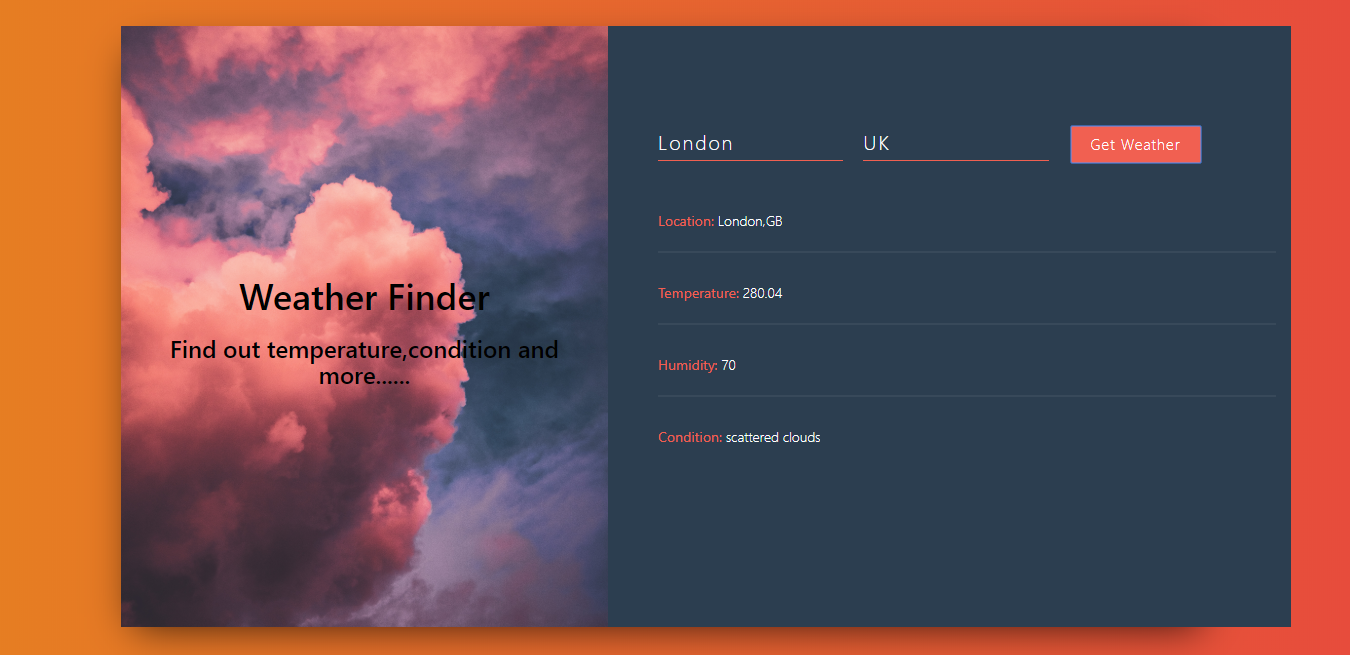 Weather Finder
Find out temperature,condition and
more......
London
UK
Get Weather
Location: London,GB
Temperature: 280.04
Humidity: 70
Condition: scattered clouds